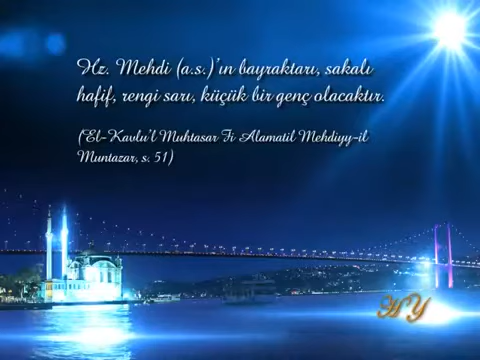 Hz. Mehdi (a.s.)'ın bayraktarı, sakalı
hafif, rengi sarı, küçük bir genç olacaktır.
(El-Kavlu'l Muhtasar Fi Alamatil Mehdiyy-il
Muntazar, s. 51)
HY